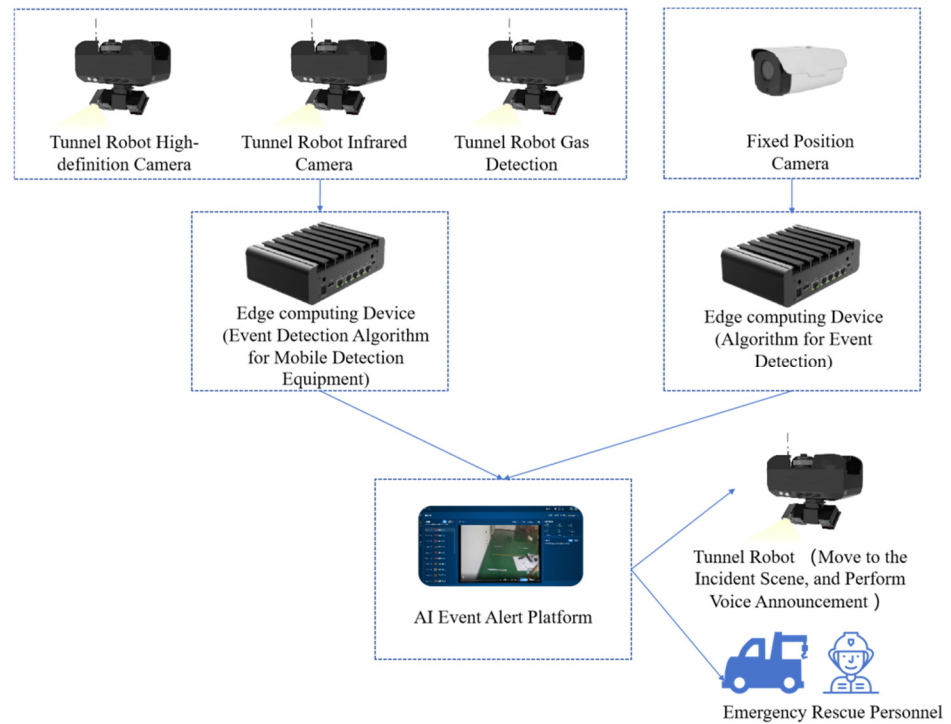 Tunnel Robot High-
definition Camera
Tunnel Robot Infrared
Camera
Tunnel Robot Gas
Detection
Fixed Position
Camera
Edge computing Device
(Event Detection Algorithm
for Mobile Detection
Equipment)
Edge computing Device
(Algorithm for Event
Detection)
AI Event Alert Platform
Tunnel Robot （Move to the
Incident Scene, and Perform
Voice Announcement ）
Emergency Rescue Personnel